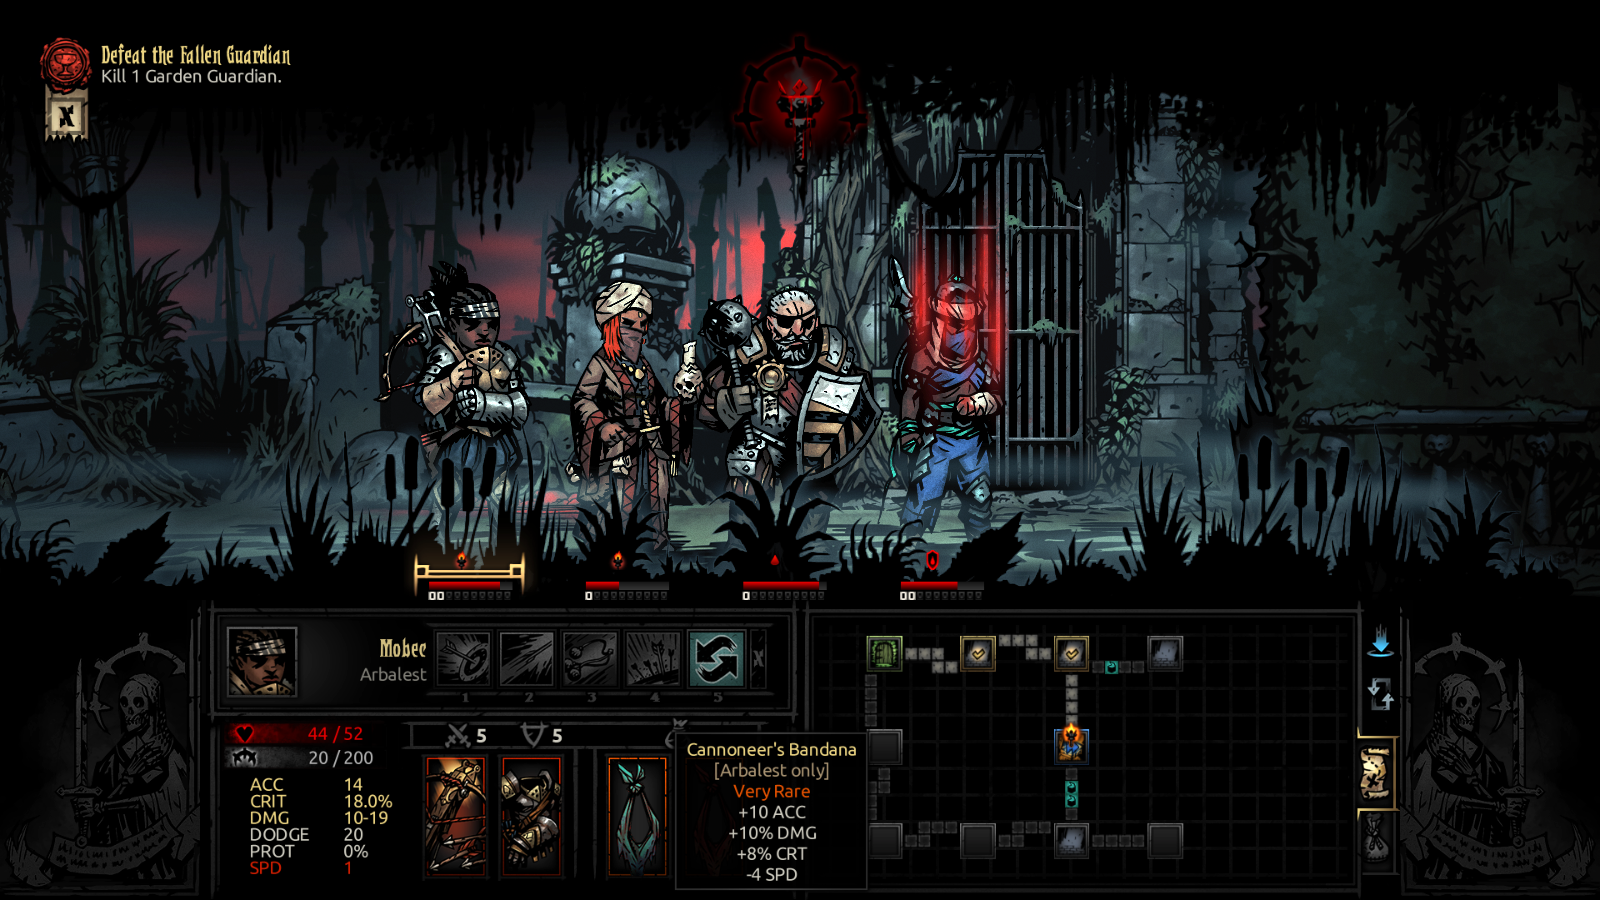 Defeat the Fallen Guardian
Kill 1 Garden Guardian.
Mobec
Arbalest
1 2 3 4 5
44 / 52
20 / 200
5 5
ACC 14
CRIT 18.0%
DMG 10-19
DODGE 20
PROT 0%
SPD 1
Cannoneer's Bandana
[Arbalest only]
Very Rare
+10 ACC
+10% DMG
+8% CRT
-4 SPD